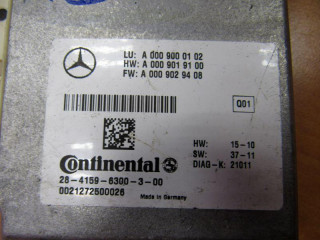 LU: A 000 900 01 02
HW: A 000 901 91 00
FW: A 000 902 94 08
Q01
HW: 15-10
SW: 37-11
DIAG-K: 21011
Continental
28-4159-6300-3-00
0021272600026
Made in Germany